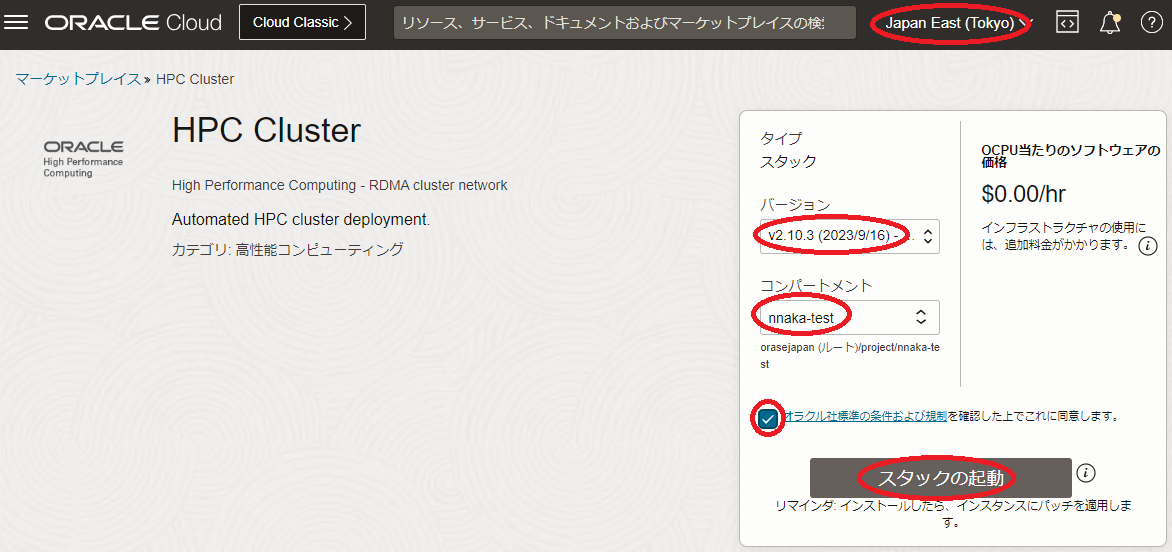 ORACLE Cloud
Cloud Classic
リソース、サービス、ドキュメントおよびマーケットプレイスの検
Japan East (Tokyo)
マーケットプレイス » HPC Cluster
ORACLE
High Performance
Computing
HPC Cluster
High Performance Computing - RDMA cluster network
Automated HPC cluster deployment.
カテゴリ: 高性能コンピューティング
タイプ
スタック
バージョン
v2.10.3 (2023/9/16) - ...
コンパートメント
nnaka-test
orasejapan (ルート)/project/nnaka-te
st
OCPU当たりのソフトウェアの
価格
$0.00/hr
インフラストラクチャの使用に
は、追加料金がかかります。
オラクル社標準の条件および規制を確認した上でこれに同意します。
スタックの起動
リマインダ: インストールしたら、インスタンスにパッチを適用しま
す。